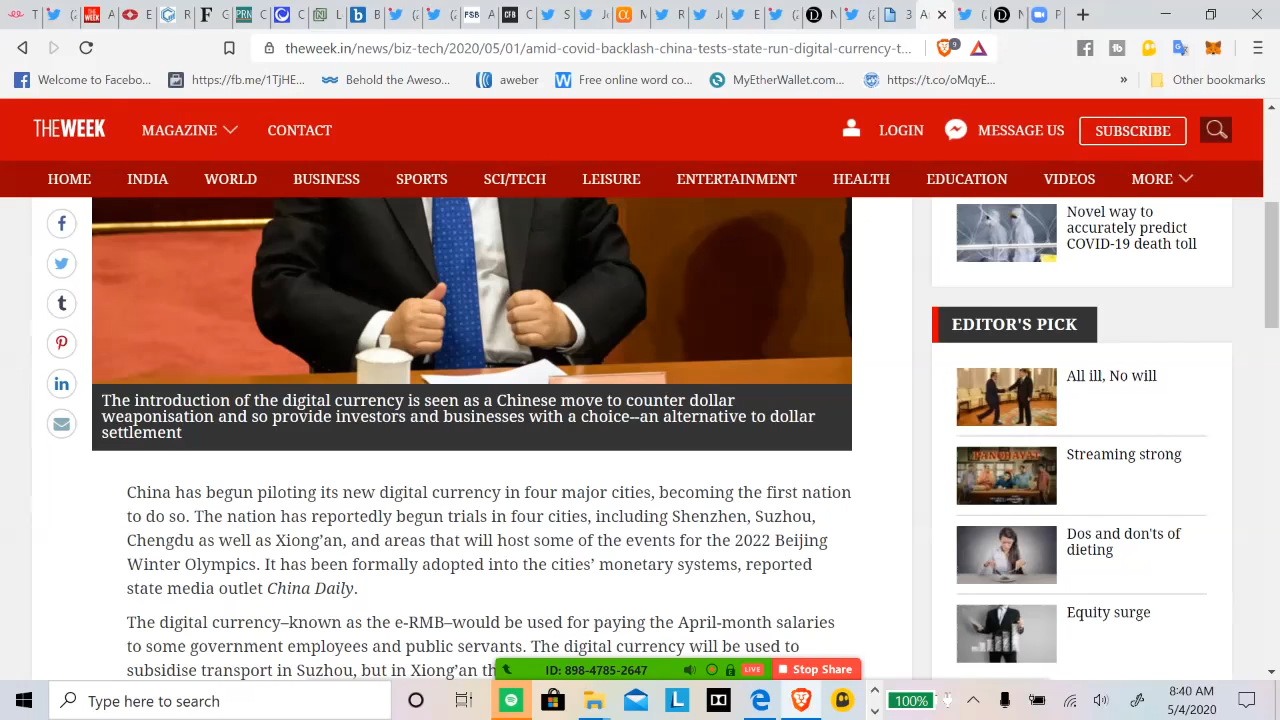 theweek.in/news/biz-tech/2020/05/01/amid-covid-backlash-china-tests-state-run-digital-currency-t...
9
Welcome to Facebo... https://fb.me/1TjHE... Behold the Aweso... aweber Free online word co... MyEtherWallet.com... https://t.co/oMqyE... » Other bookmarks
THEWEEK MAGAZINE CONTACT LOGIN MESSAGE US SUBSCRIBE
HOME INDIA WORLD BUSINESS SPORTS SCI/TECH LEISURE ENTERTAINMENT HEALTH EDUCATION VIDEOS MORE
Novel way to
accurately predict
COVID-19 death toll
EDITOR'S PICK
All ill, No will
Streaming strong
Dos and don'ts of
dieting
Equity surge
The introduction of the digital currency is seen as a Chinese move to counter dollar
weaponisation and so provide investors and businesses with a choice--an alternative to dollar
settlement
China has begun piloting its new digital currency in four major cities, becoming the first nation
to do so. The nation has reportedly begun trials in four cities, including Shenzhen, Suzhou,
Chengdu as well as Xiong'an, and areas that will host some of the events for the 2022 Beijing
Winter Olympics. It has been formally adopted into the cities' monetary systems, reported
state media outlet China Daily.
The digital currency–known as the e-RMB–would be used for paying the April-month salaries
to some government employees and public servants. The digital currency will be used to
subsidise transport in Suzhou, but in Xiong'an th
ID: 898-4785-2647 LIVE Stop Share
Type here to search
100%
8:40 AM
5/4/2020